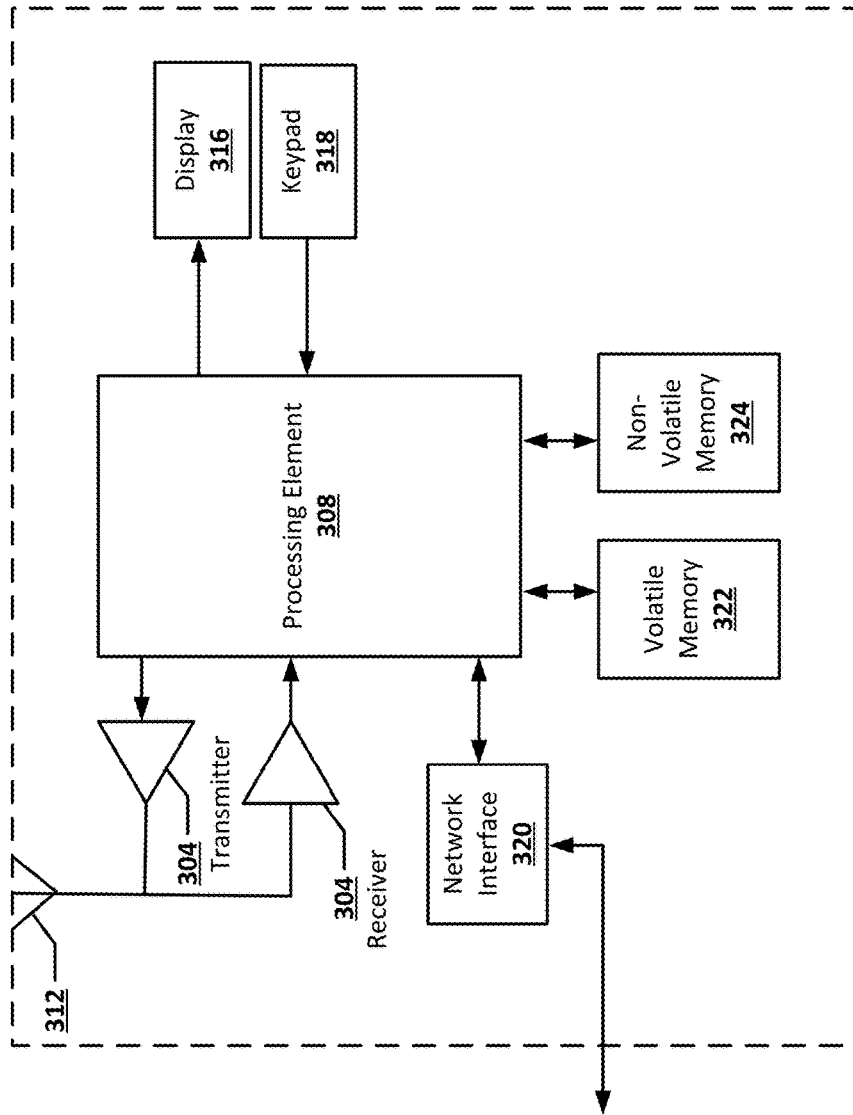 312
304
Transmitter
304
Receiver
Network
Interface
320
Processing Element
308
Volatile
Memory
322
Non-
Volatile
Memory
324
Display
316
Keypad
318